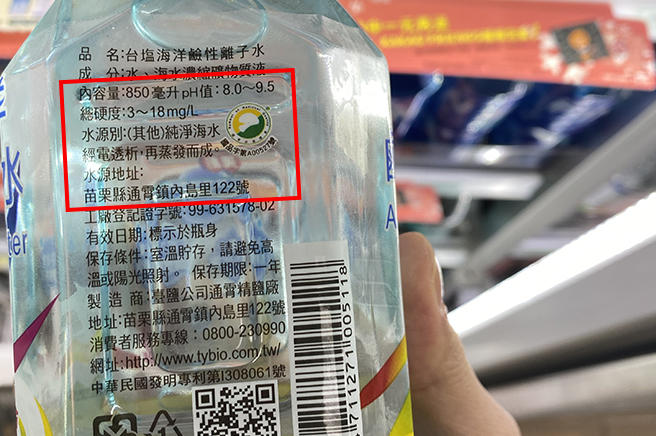 品 名:台塩海洋鹼性離子水
成 分:水、海水濃縮礦物質液
內容量:850毫升pH值:8.0~9.5
總硬度:3~18mg/L
水源別:(其他)純淨海水
經電透析,再蒸發而成。
水源地址:
苗栗縣通霄鎮內島里122號
工廠登記證字號:99-631578-02
有效日期:標示於瓶身
保存條件:室溫貯存,請避免高
溫或陽光照射。 保存期限:一年
製 造 商:臺鹽公司通霄精鹽廠
地址:苗栗縣通霄鎮內島里122號
消費者服務專線:0800-230990
網址:http://www.tybio.com.tw/
中華民國發明專利第I308061號
4711271005118
水